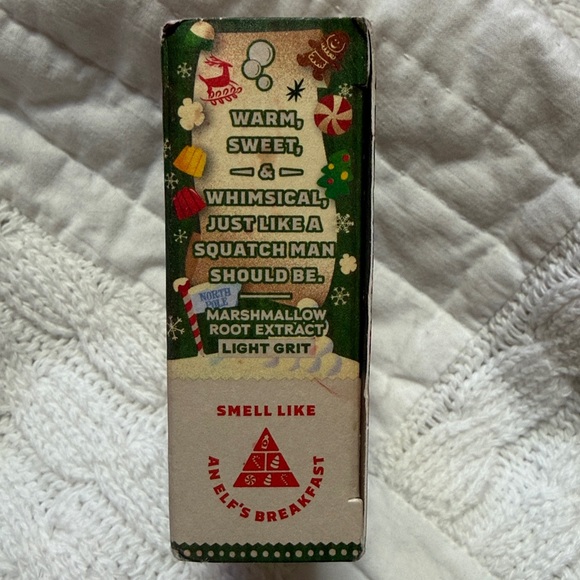 WARM,
SWEET,
&
WHIMSICAL,
JUST LIKE A
SQUATCH MAN
SHOULD BE.
NORTH
POLE
MARSHMALLOW
ROOT EXTRACT
LIGHT GRIT
SMELL LIKE
AN ELF'S BREAKFAST